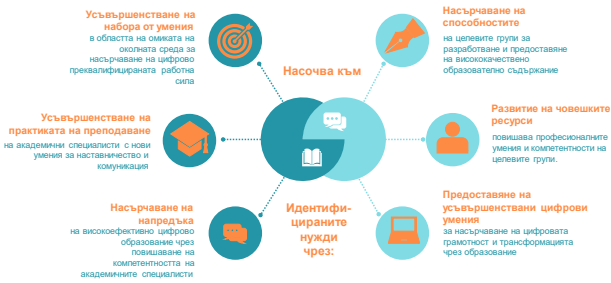 Усъвършенстване на
набора от умения
в областта на омиката на
околната среда за
насърчаване на цифрово
преквалифицираната работна
сила
Усъвършенстване на
практиката на преподаване
на академични специалисти с нови
умения за наставничество и
комуникация
Насърчаване на
напредъка
на високоефективно цифрово
образование чрез
повишаване на
компетентността на
академичните специалисти
Насочва към
Идентифи-
цираните
нужди
чрез:
Насърчаване на
способностите
на целевите групи за
разработване и предоставяне
на висококачествено
образователно съдържание
Развитие на човешките
ресурси
повишава професионалните
умения и компетентности на
целевите групи.
Предоставяне на
усъвършенствани цифрови
умения
за насърчаване на цифровата
грамотност и трансформацията
чрез образование